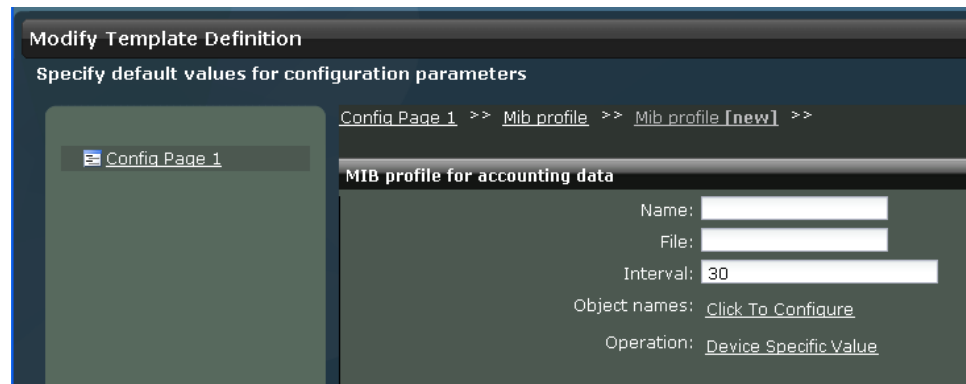 Modify Template Definition
Specify default values for configuration parameters
Config Page 1 >> Mib profile >> Mib profile [new] >>
Config Page 1
MIB profile for accounting data
Name:
File:
Interval: 30
Object names: Click To Configure
Operation: Device Specific Value